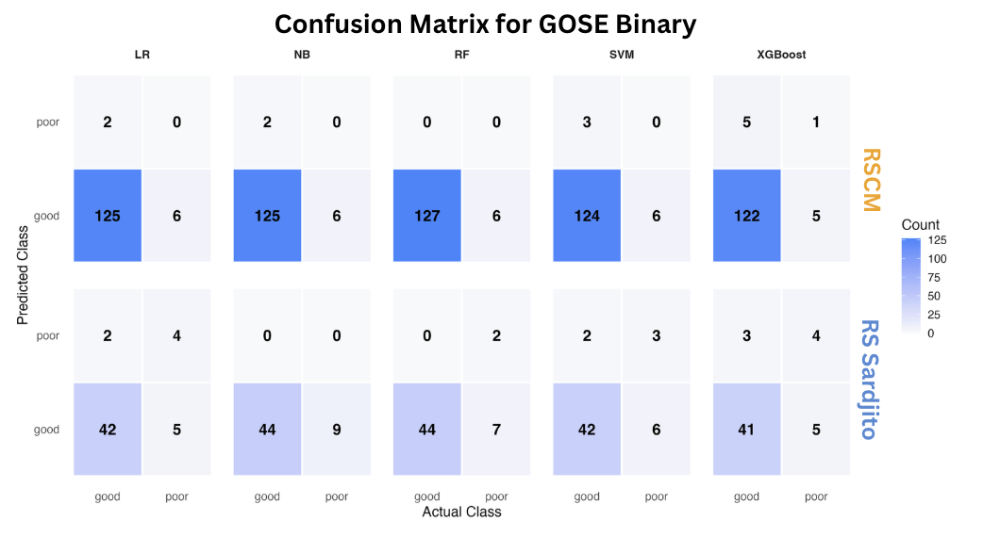 Confusion Matrix for GOSE Binary
LR NB RF SVM XGBoost
poor 2 0 2 0 0 0 3 0 5 1
good 125 6 125 6 127 6 124 6 122 5
RSCM
poor 2 4 0 0 0 2 2 3 3 4
good 42 5 44 9 44 7 42 6 41 5
RS Sardjito
good poor good poor good poor good poor good poor
Actual Class
Predicted Class
Count
125
100
75
50
25
0